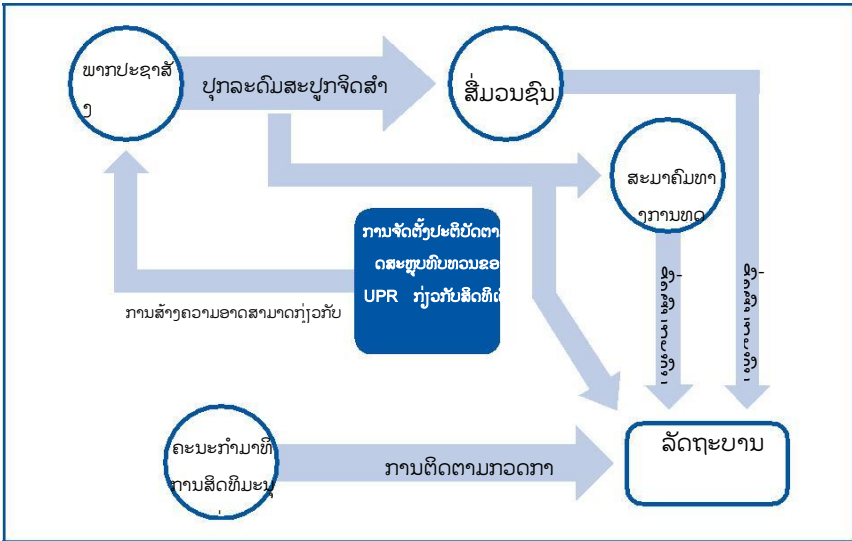 ພາກປະຊາສັ
ງ
ປຸກລະດົມສະປູກຈິດສຳ
ສື່ມວນຊົນ
ສະມາຄົມທາ
ງການທດ
ການຈັດຕັ້ງປະຕິບັດຕາ
ດສະຫຼຸບທົບທວນຂອ
UPR ກ່ຽວກັບສິດທິເດ
ການສ້າງຄວາມອາດສາມາດກ່ຽວກັບ
ຄະນະກຳມາທິ
ການສິດທິມະນຸ
ການຕິດຕາມກວດກາ
ລັດຖະບານ